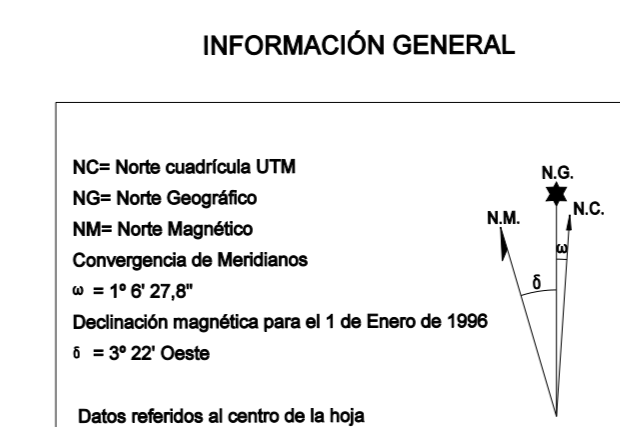 INFORMACIÓN GENERAL
NC= Norte cuadrícula UTM
NG= Norte Geográfico
NM= Norte Magnético
Convergencia de Meridianos
ω = 1º 6' 27,8"
Declinación magnética para el 1 de Enero de 1996
δ = 3º 22' Oeste
Datos referidos al centro de la hoja
N.G.
N.M.
N.C.
ω
δ